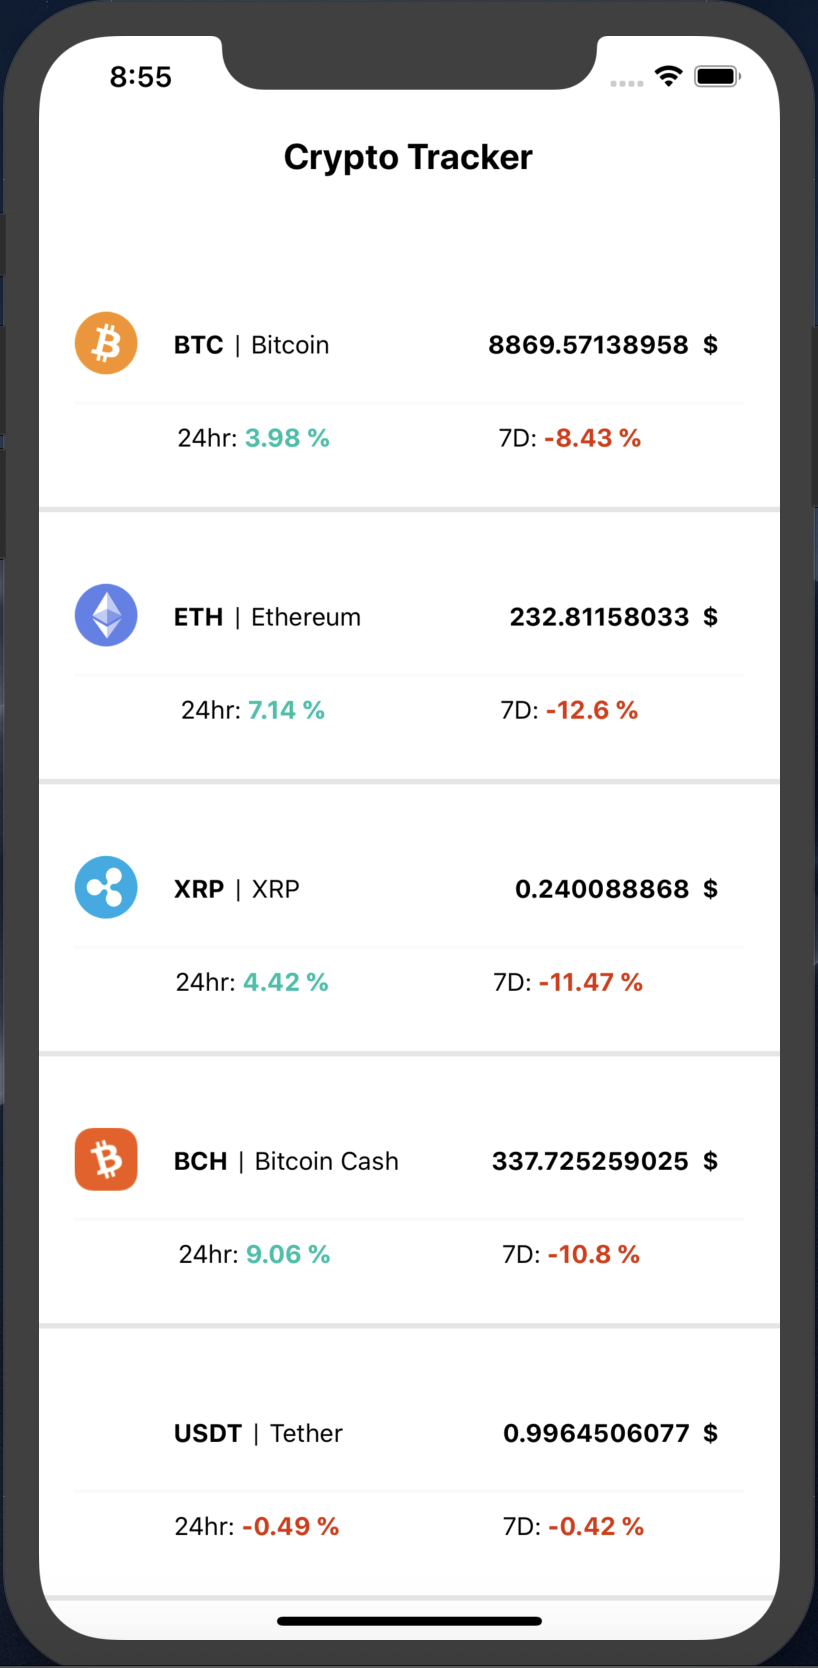 8:55
Crypto Tracker
BTC | Bitcoin 8869.57138958 $
24hr: 3.98 % 7D: -8.43 %
ETH | Ethereum 232.81158033 $
24hr: 7.14 % 7D: -12.6 %
XRP | XRP 0.240088868 $
24hr: 4.42 % 7D: -11.47 %
BCH | Bitcoin Cash 337.725259025 $
24hr: 9.06 % 7D: -10.8 %
USDT | Tether 0.9964506077 $
24hr: -0.49 % 7D: -0.42 %